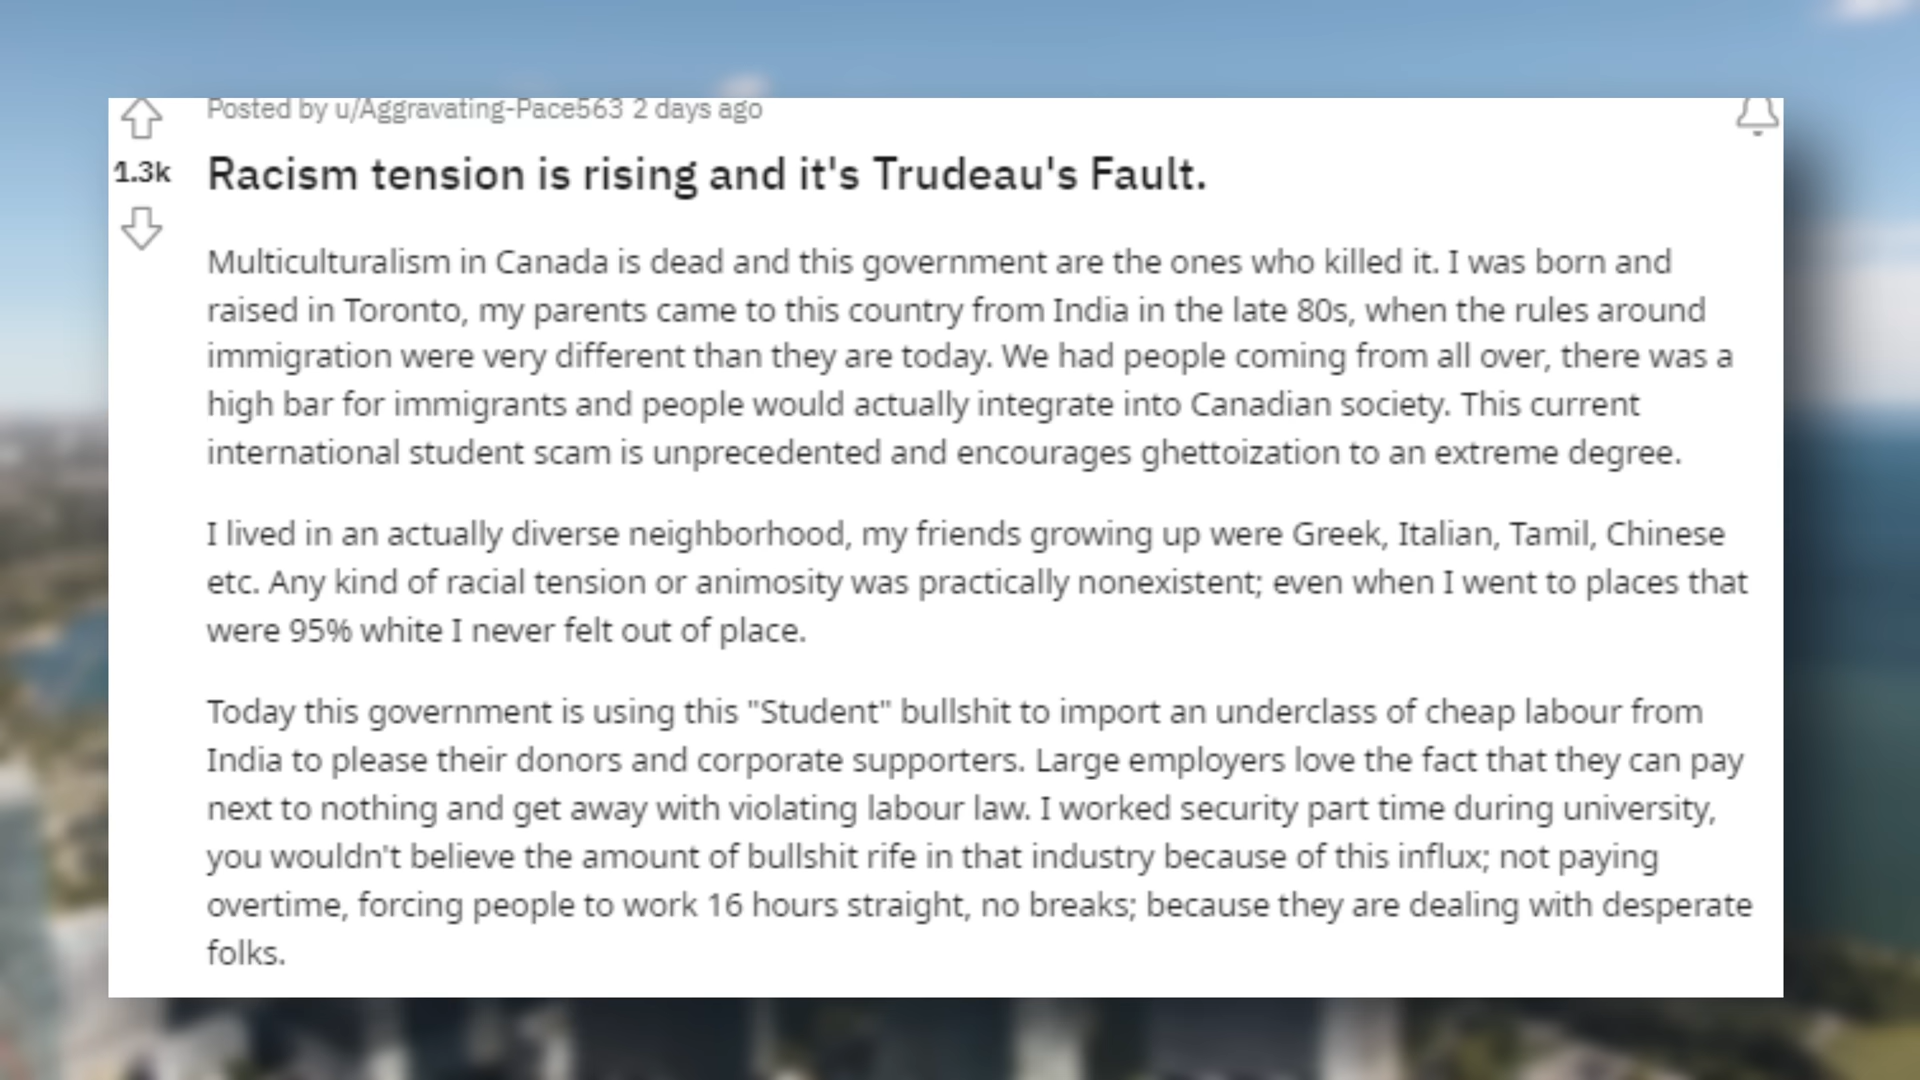 Posted by u/Aggravating-Pace563 2 days ago
1.3k
Racism tension is rising and it's Trudeau's Fault.
Multiculturalism in Canada is dead and this government are the ones who killed it. I was born and
raised in Toronto, my parents came to this country from India in the late 80s, when the rules around
immigration were very different than they are today. We had people coming from all over, there was a
high bar for immigrants and people would actually integrate into Canadian society. This current
international student scam is unprecedented and encourages ghettoization to an extreme degree.
I lived in an actually diverse neighborhood, my friends growing up were Greek, Italian, Tamil, Chinese
etc. Any kind of racial tension or animosity was practically nonexistent; even when I went to places that
were 95% white I never felt out of place.
Today this government is using this "Student" bullshit to import an underclass of cheap labour from
India to please their donors and corporate supporters. Large employers love the fact that they can pay
next to nothing and get away with violating labour law. I worked security part time during university,
you wouldn't believe the amount of bullshit rife in that industry because of this influx; not paying
overtime, forcing people to work 16 hours straight, no breaks; because they are dealing with desperate
folks.